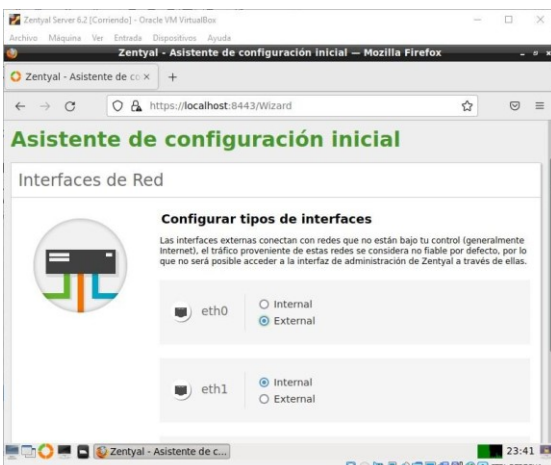 Zentyal Server 6.2 [Corriendo] - Oracle VM VirtualBox
Archivo Máquina Ver Entrada Dispositivos Ayuda
Zentyal - Asistente de configuración inicial — Mozilla Firefox
Zentyal - Asistente de co
https://localhost:8443/Wizard
Asistente de configuración inicial
Interfaces de Red
Configurar tipos de interfaces
Las interfaces externas conectan con redes que no están bajo tu control (generalmente
Internet), el tráfico proveniente de estas redes se considera no fiable por defecto, por lo
que no será posible acceder a la interfaz de administración de Zentyal a través de ellas.
eth0
Internal
External
eth1
Internal
External
Zentyal - Asistente de c...
23:41